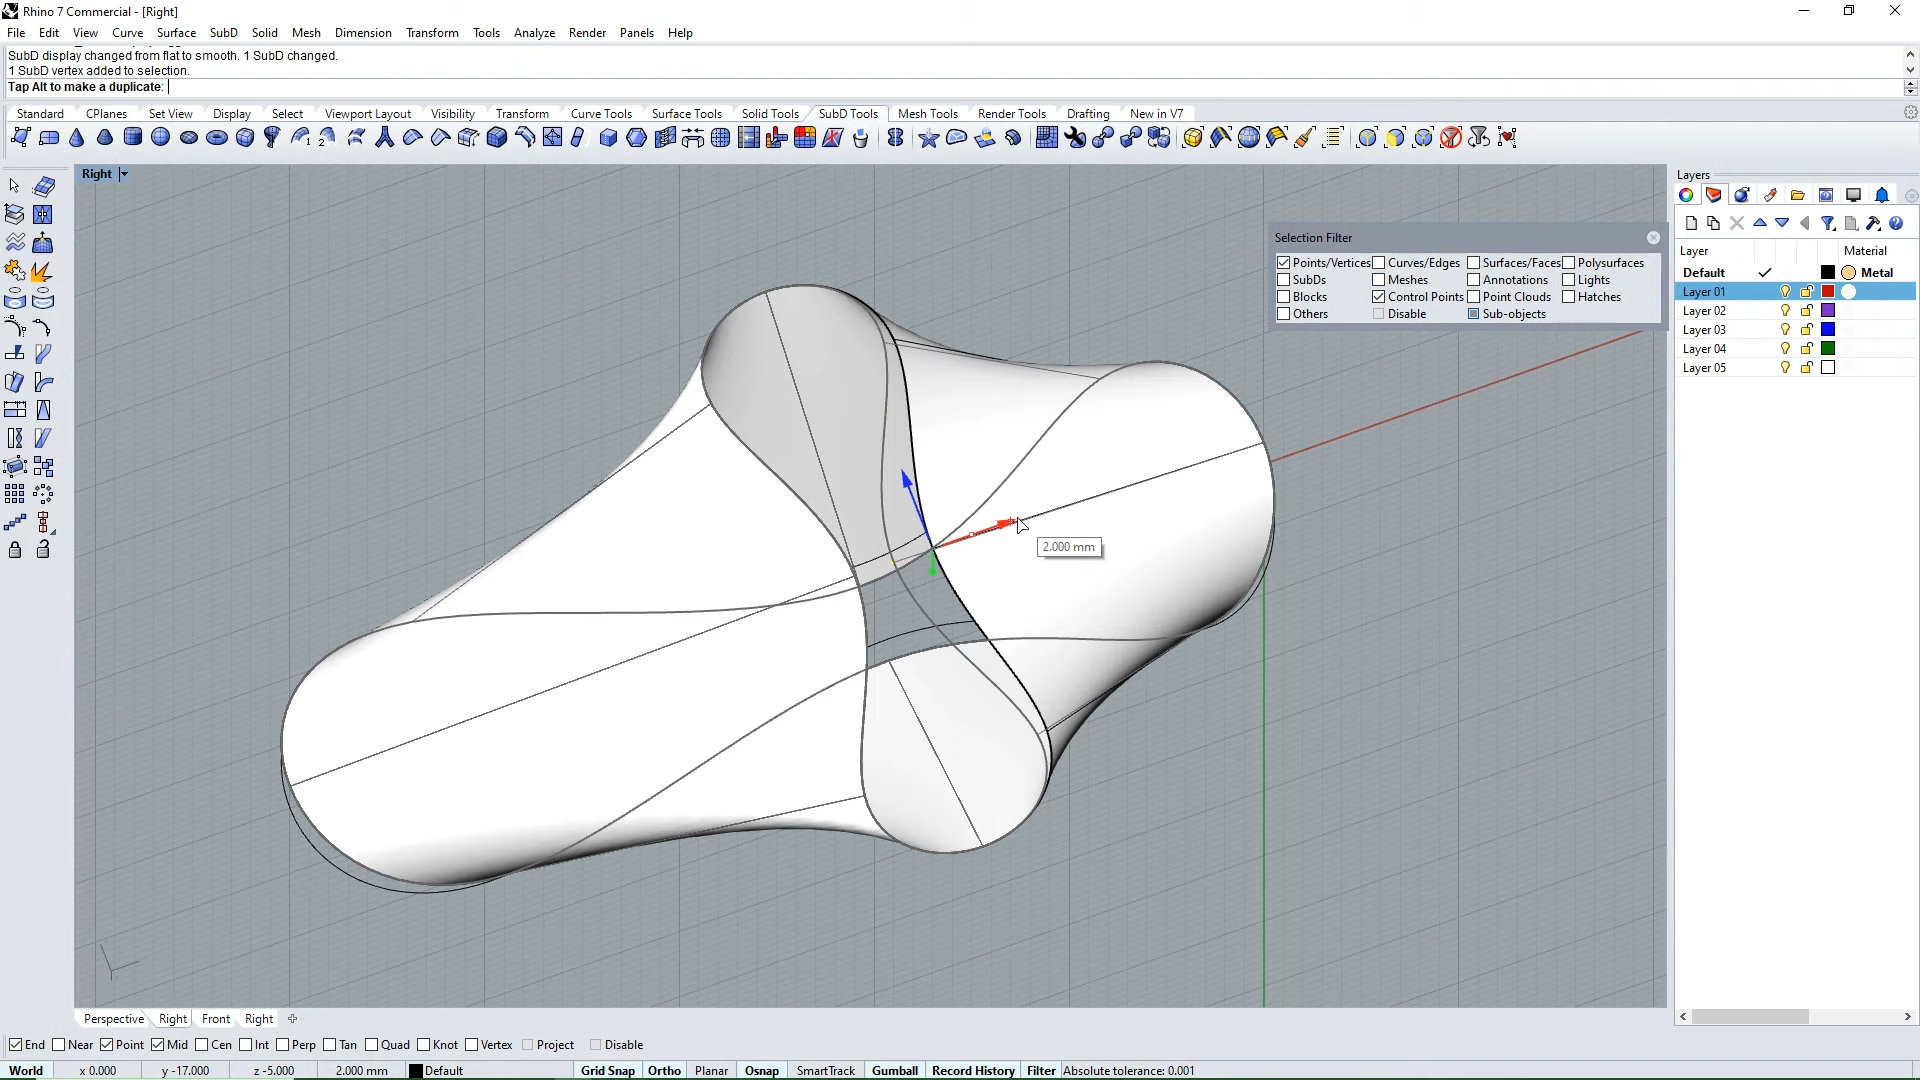 Rhino 7 Commercial - [Right]
File Edit View Curve Surface SubD Solid Mesh Dimension Transform Tools Analyze Render Panels Help
SubD display changed from flat to smooth. 1 SubD changed.
1 SubD vertex added to selection.
Tap Alt to make a duplicate:
Standard CPlanes Set View Display Select Viewport Layout Visibility Transform Curve Tools Surface Tools Solid Tools SubD Tools Mesh Tools Render Tools Drafting New in V7
Right
Layers
Selection Filter
Points/Vertices Curves/Edges Surfaces/Faces Polysurfaces
SubDs Meshes Annotations Lights
Blocks Control Points Point Clouds Hatches
Others Disable Sub-objects
Layer Material
Default Metal
Layer 01
Layer 02
Layer 03
Layer 04
Layer 05
2.000 mm
Perspective Right Front Right
End Near Point Mid Cen Int Perp Tan Quad Knot Vertex Project Disable
World x 0.000 y -17.000 z -5.000 2.000 mm Default Grid Snap Ortho Planar Osnap SmartTrack Gumball Record History Filter Absolute tolerance: 0.001